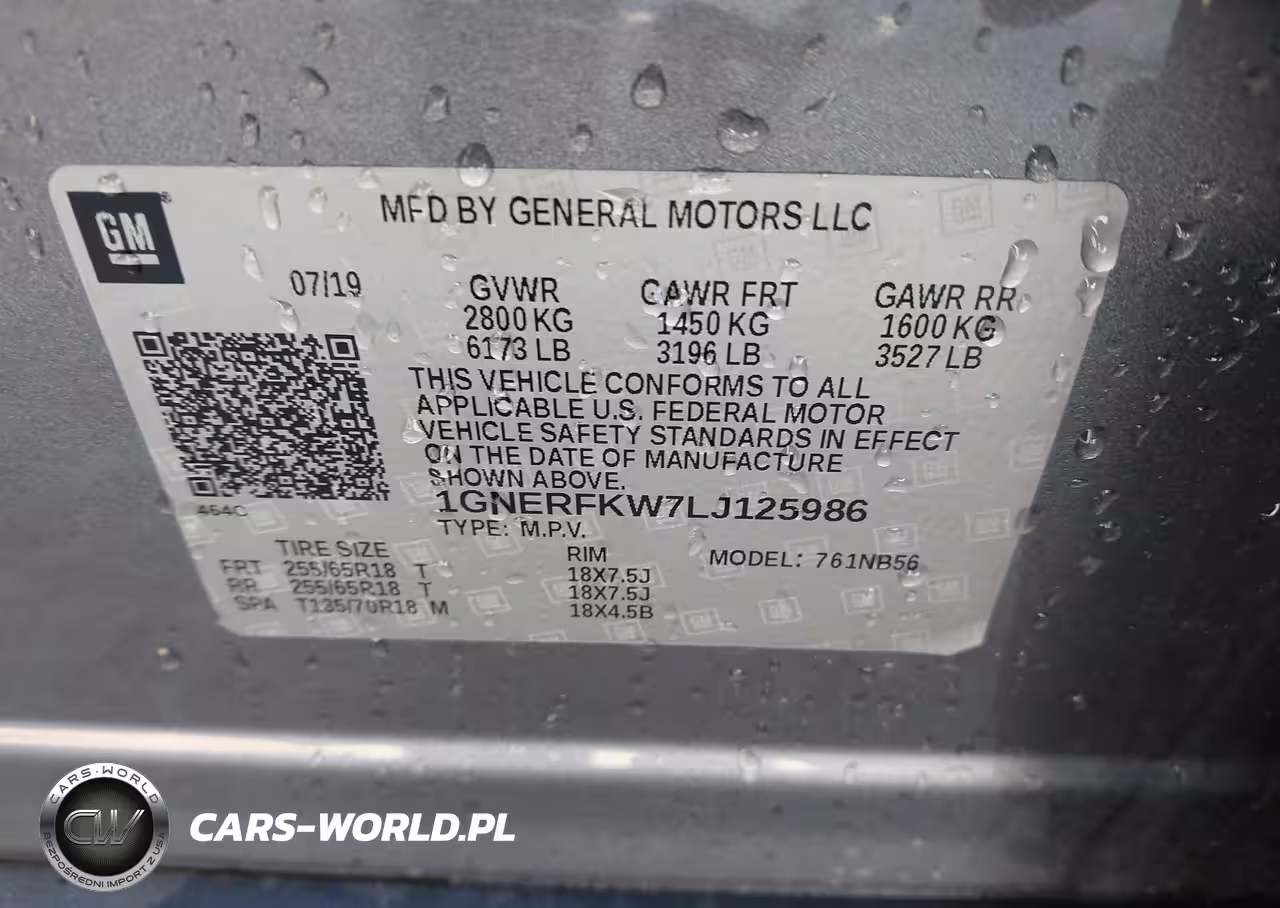 GM
MFD BY GENERAL MOTORS LLC
07/19
GVWR GAWR FRT GAWR RR
2800 KG 1450 KG 1600 KG
6173 LB 3196 LB 3527 LB
THIS VEHICLE CONFORMS TO ALL
APPLICABLE U.S. FEDERAL MOTOR
VEHICLE SAFETY STANDARDS IN EFFECT
ON THE DATE OF MANUFACTURE
SHOWN ABOVE.
1GNERFKW7LJ125986
464C
TYPE: M.P.V.
TIRE SIZE RIM MODEL: 761NB56
FRT 255/65R18 T 18X7.5J
RR 255/65R18 T 18X7.5J
SPA T135/70R18 M 18X4.5B
CARS-WORLD
CW
BEZPOŚREDNI IMPORT Z USA
CARS-WORLD.PL